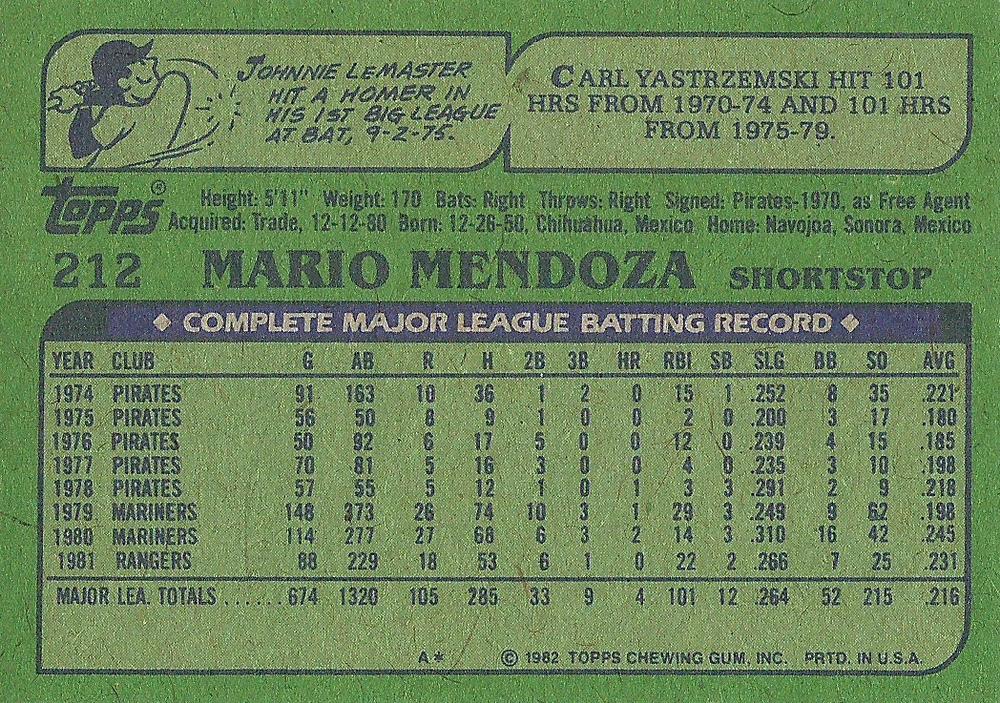 JOHNNIE LEMASTER
HIT A HOMER IN
HIS 1ST BIG LEAGUE
AT BAT, 9-2-75.
CARL YASTRZEMSKI HIT 101
HRS FROM 1970-74 AND 101 HRS
FROM 1975-79.
topps®
Height: 5'11" Weight: 170 Bats: Right Throws: Right Signed: Pirates-1970, as Free Agent
Acquired: Trade, 12-12-80 Born: 12-26-50, Chihuahua, Mexico Home: Navojoa, Sonora, Mexico
212 MARIO MENDOZA SHORTSTOP
◆ COMPLETE MAJOR LEAGUE BATTING RECORD ◆
YEAR CLUB G AB R H 2B 3B HR RBI SB SLG BB SO AVG
1974 PIRATES 91 163 10 36 1 2 0 15 1 .252 8 35 .221
1975 PIRATES 56 50 8 9 1 0 0 2 0 .200 3 17 .180
1976 PIRATES 50 92 6 17 5 0 0 12 0 .239 4 15 .185
1977 PIRATES 70 81 5 16 3 0 0 4 0 .235 3 10 .198
1978 PIRATES 57 55 5 12 1 0 1 3 3 .291 2 9 .218
1979 MARINERS 148 373 26 74 10 3 1 29 3 .249 9 62 .198
1980 MARINERS 114 277 27 68 6 3 2 14 3 .310 16 42 .245
1981 RANGERS 88 229 18 53 6 1 0 22 2 .266 7 25 .231
MAJOR LEA. TOTALS ......674 1320 105 285 33 9 4 101 12 .264 52 215 .216
A* © 1982 TOPPS CHEWING GUM, INC. PRTD. IN U.S.A.